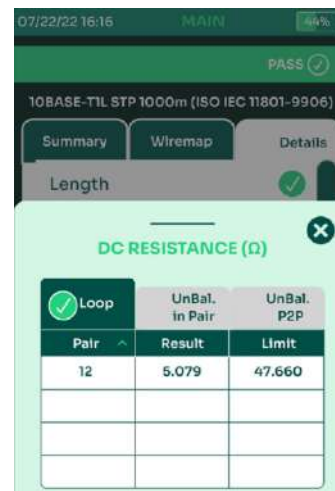 07/22/22 16:16 MAIN 44%
PASS
10BASE-T1L STP 1000m (ISO IEC 11801-9906)
Summary Wiremap Details
Length
DC RESISTANCE (Ω)
Loop UnBal. in Pair UnBal. P2P
Pair Result Limit
12 5.079 47.660